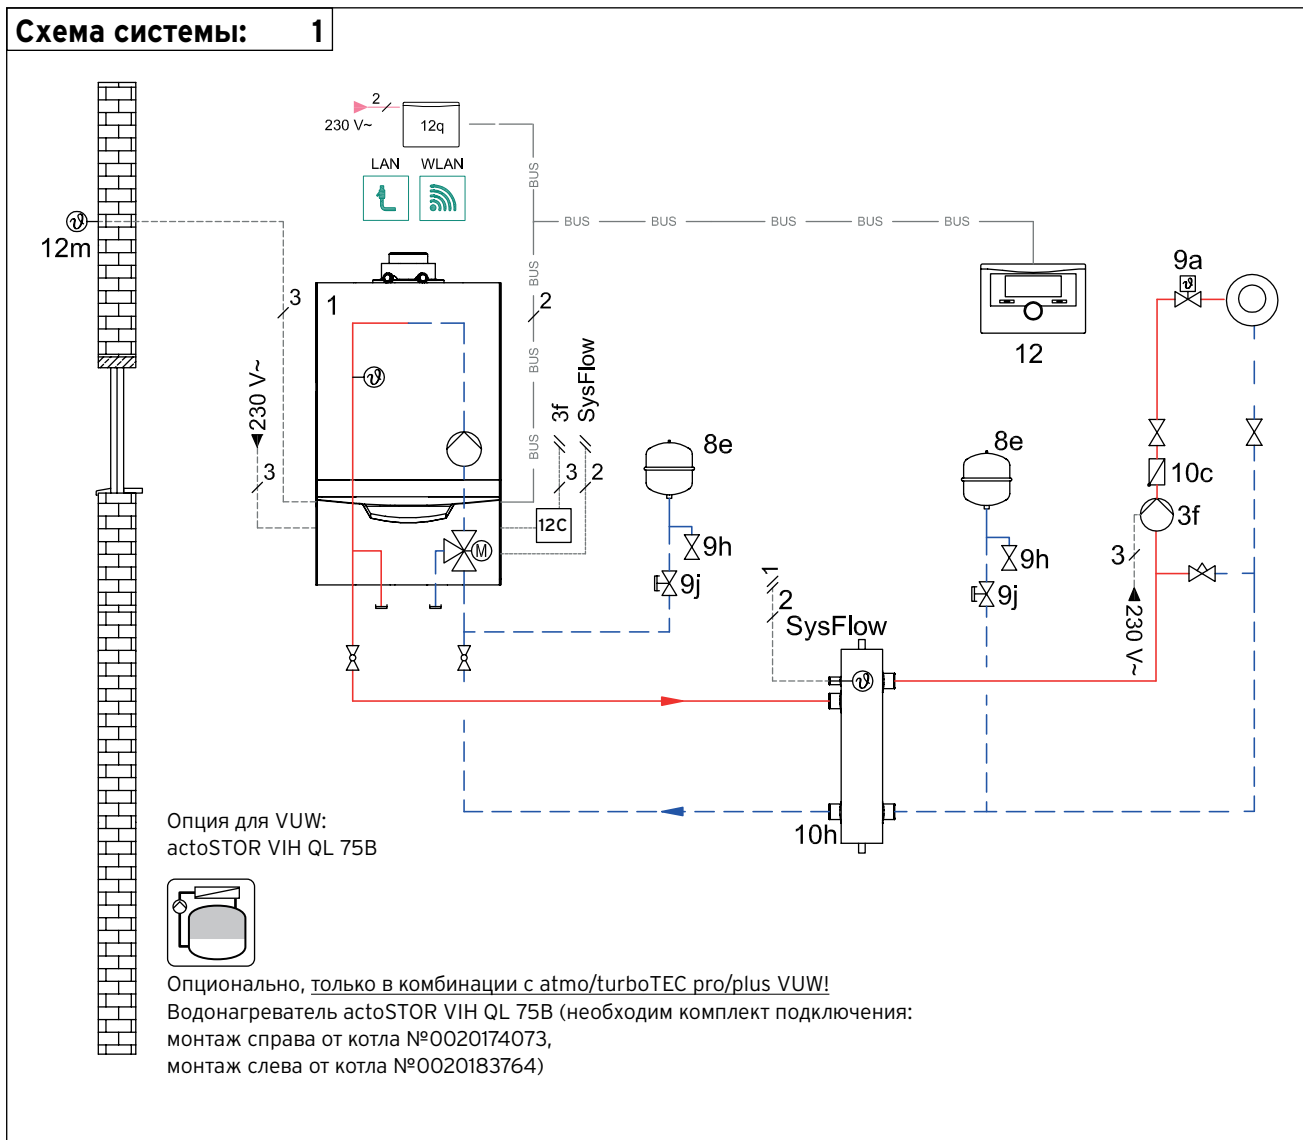 Схема системы: 1
2
230 V~
12q
LAN WLAN
BUS
BUS BUS BUS BUS BUS
12m
3
1
BUS
2
BUS
BUS
12
9a
230 V~
3
3f
SysFlow
3
2
12C
M
8e
9h
9j
8e
9h
9j
10c
3f
3
230 V~
1
2
SysFlow
10h
Опция для VUW:
actoSTOR VIH QL 75B
Опционально, только в комбинации с atmo/turboTEC pro/plus VUW!
Водонагреватель actoSTOR VIH QL 75B (необходим комплект подключения:
монтаж справа от котла №0020174073,
монтаж слева от котла №0020183764)